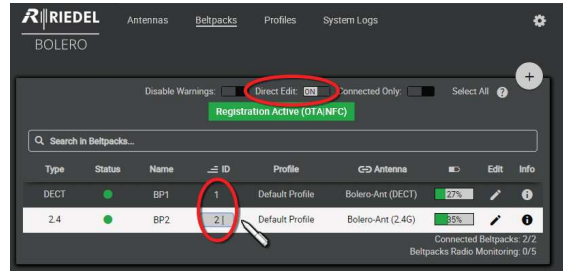 RIEDEL Antennas Beltpacks Profiles System Logs
BOLERO
+
Disable Warnings: Direct Edit: ON Connected Only: Select All ?
Registration Active (OTA|NFC)
Search in Beltpacks...
Type Status Name ID Profile Antenna Edit Info
DECT BP1 1 Default Profile Bolero-Ant (DECT) 27%
2.4 BP2 2 Default Profile Bolero-Ant (2.4G) 85%
Connected Beltpacks: 2/2
Beltpacks Radio Monitoring: 0/5